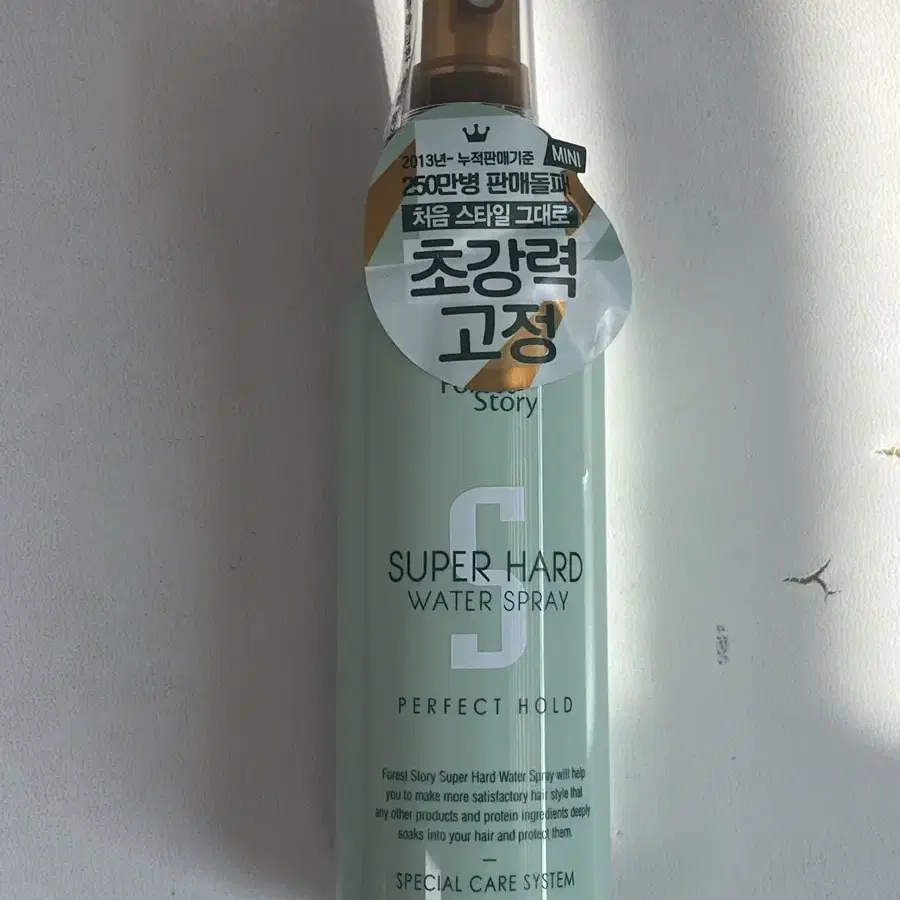 2013년~ 누적판매기준
MINI
250만병 판매돌파!
처음 스타일 그대로
초강력
고정
Story
S
SUPER HARD
WATER SPRAY
PERFECT HOLD
Forest Story Super Hard Water Spray will help
you to make more satisfactory hair style that
any other products and protein ingredients deeply
soaks into your hair and protect them.
SPECIAL CARE SYSTEM